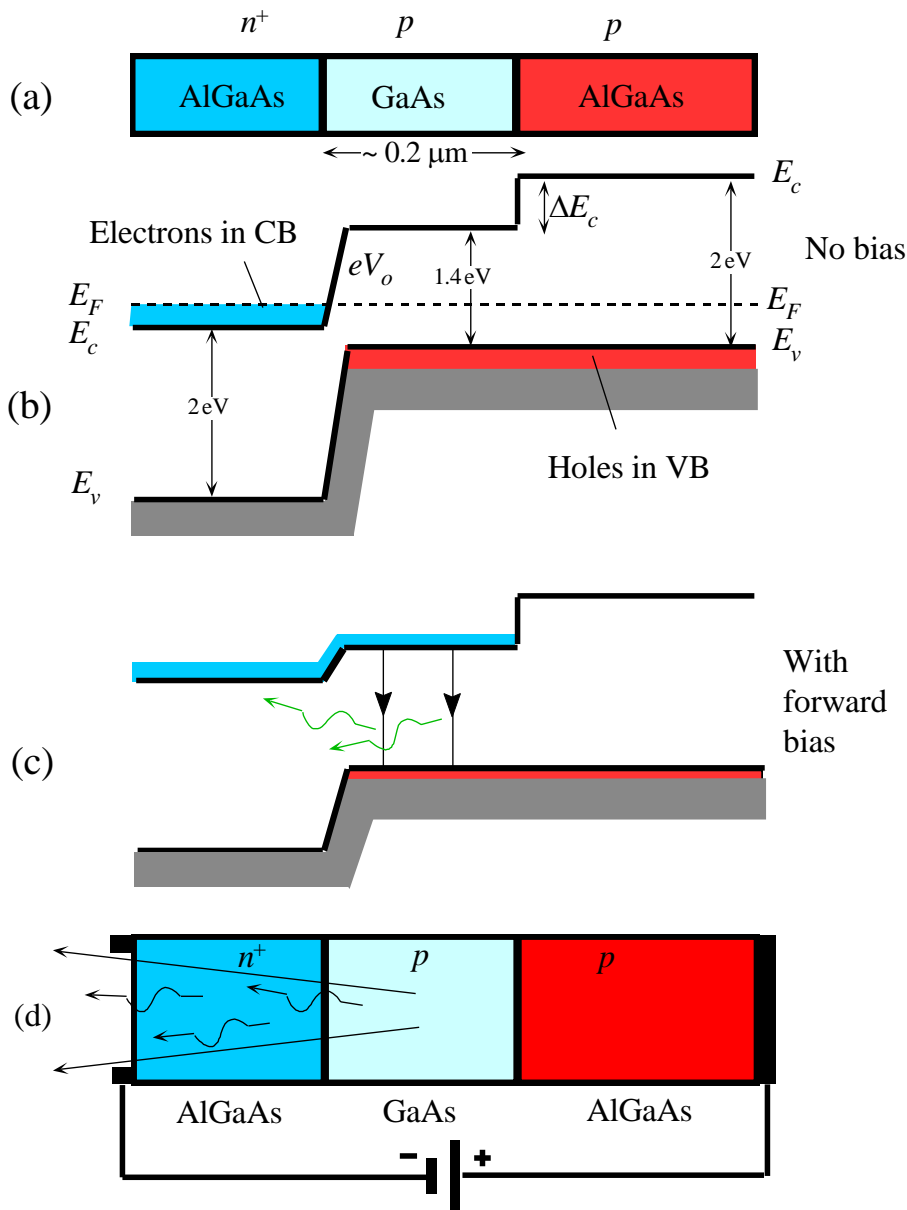 n⁺ p p
(a) AlGaAs GaAs AlGaAs
~ 0.2 μm
E_c
ΔE_c
Electrons in CB
eV_o 1.4 eV 2 eV No bias
E_F E_F
E_c E_v
(b) 2 eV
Holes in VB
E_v
With
forward
bias
(c)
n⁺ p p
(d)
AlGaAs GaAs AlGaAs
- +